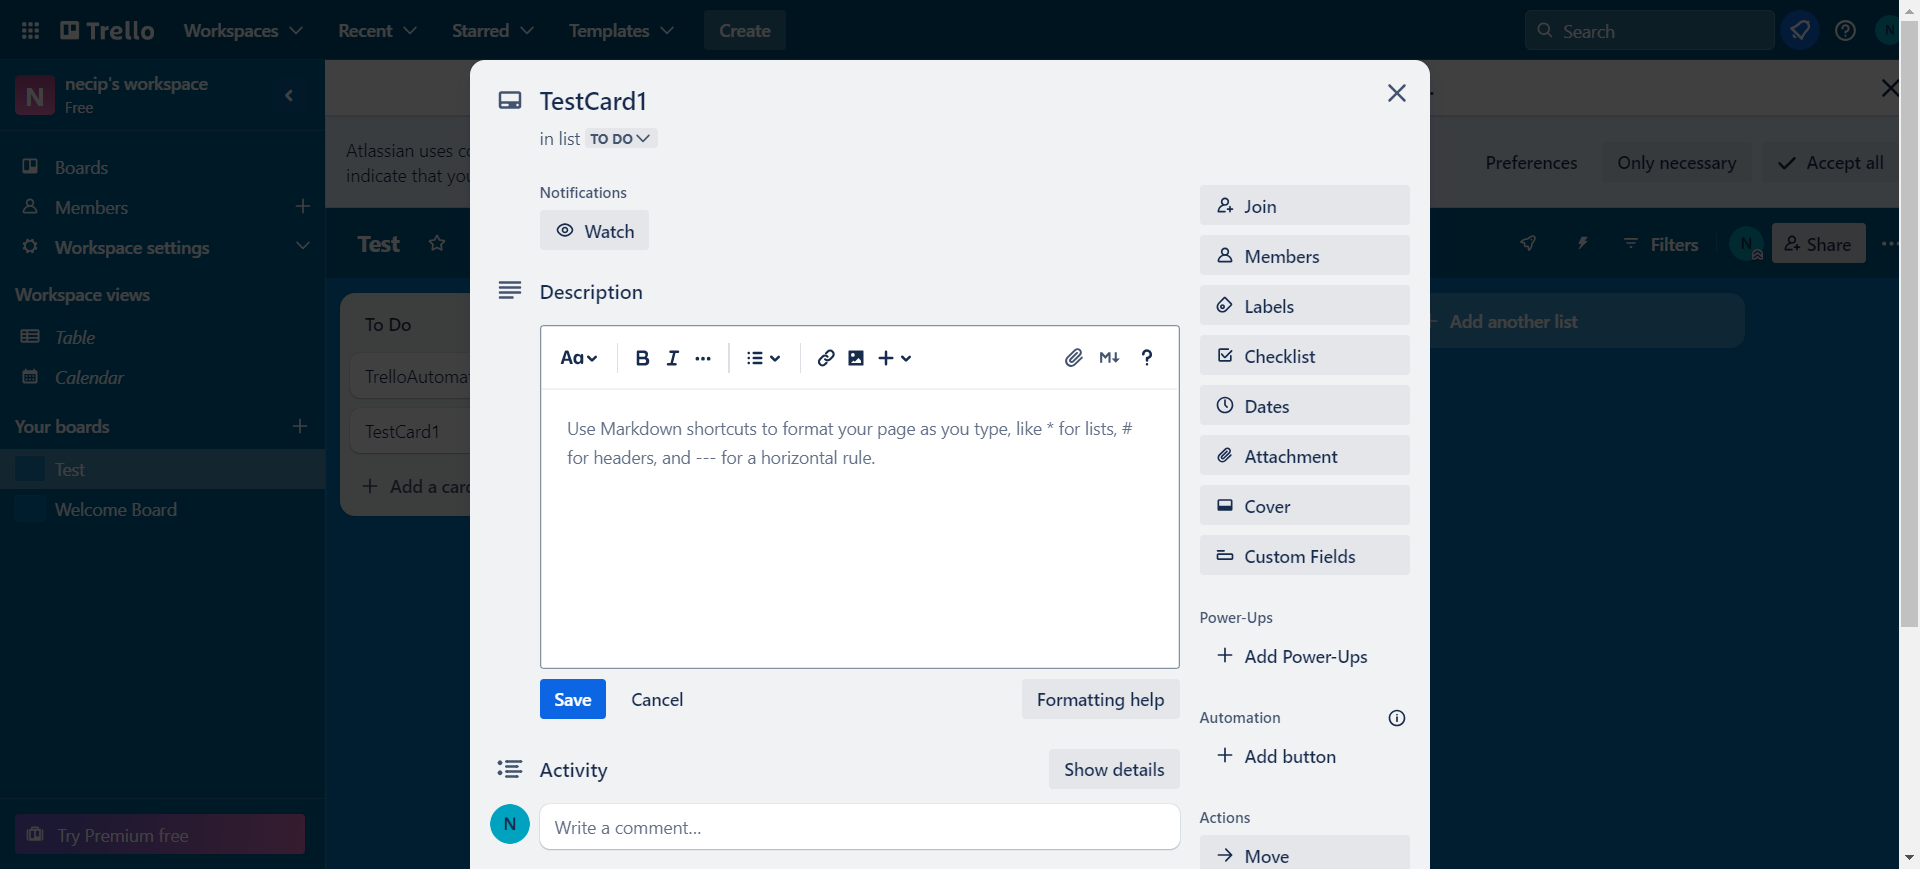 Trello
Workspaces
Recent
Starred
Templates
Create
Search
N
N
necip's workspace
Free
Boards
Members
Workspace settings
Workspace views
Table
Calendar
Your boards
Test
Welcome Board
Try Premium free
Atlassian uses
indicate that you
Preferences
Only necessary
Accept all
Test
Filters
N
Share
To Do
TestCard1
Add a card
Add another list
TestCard1
in list TO DO
Notifications
Watch
Description
Aa
B I
M
?
Use Markdown shortcuts to format your page as you type, like * for lists, #
for headers, and --- for a horizontal rule.
Save
Cancel
Formatting help
Activity
Show details
N
Write a comment...
Join
Members
Labels
Checklist
Dates
Attachment
Cover
Custom Fields
Power-Ups
Add Power-Ups
Automation
Add button
Actions
Move